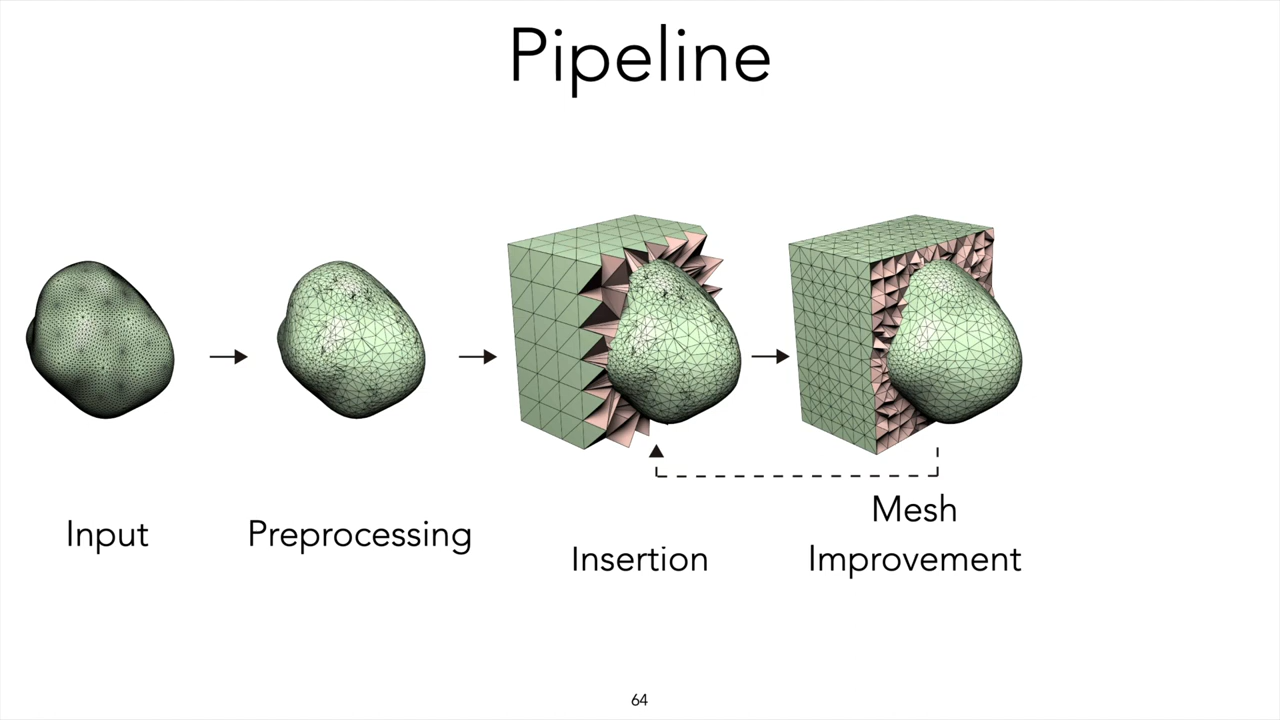 Pipeline
Input
Preprocessing
Insertion
Mesh
Improvement
64